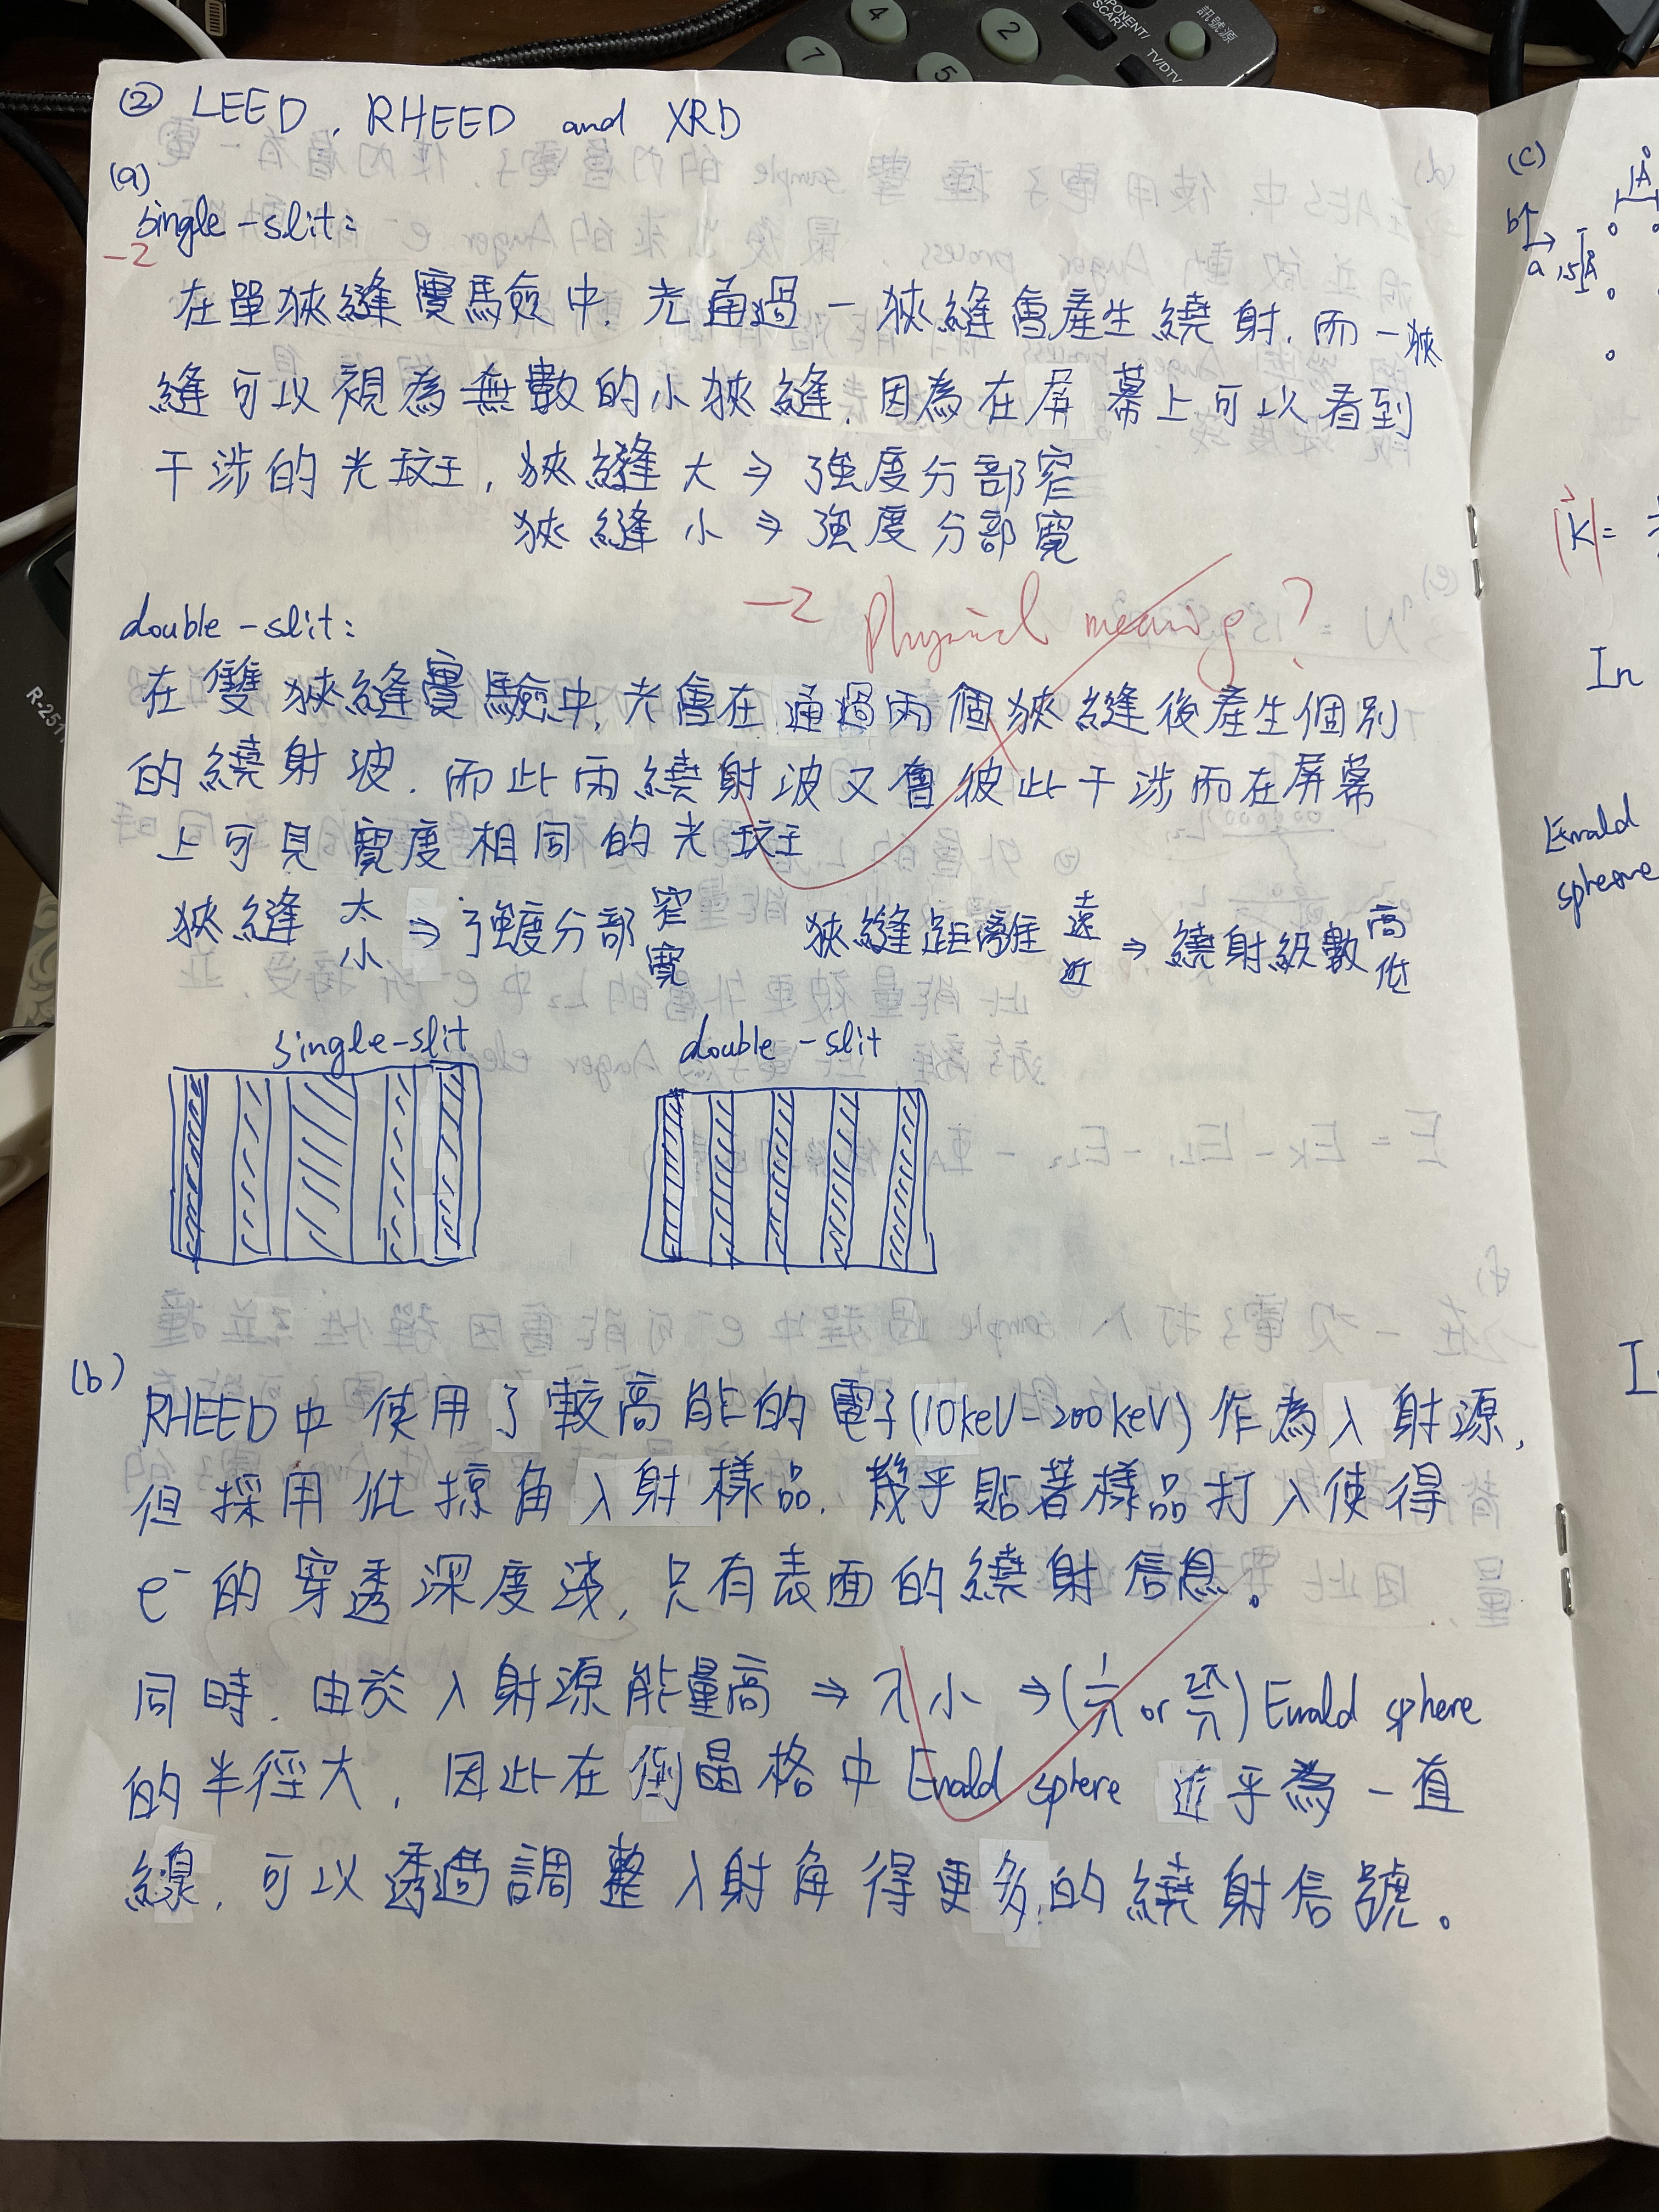 4
2
7
5
COMPONENT/
SCART
TV/DTV
訊號源
R-251
② LEED, RHEED and XRD
(a)
single-slit:
-2
在單狹縫實驗中, 光通過一狹縫會產生繞射, 而一狹
縫可以視為無數的小狹縫, 因為在屏幕上可以看到
干涉的光斑, 狹縫大 ⇒ 強度分部窄
狹縫小 ⇒ 強度分部寬
-2 Physical meaning?
double-slit:
在雙狹縫實驗中, 光會在通過兩個狹縫後產生個別
的繞射波. 而此兩繞射波又會彼此干涉而在屏幕
上可見寬度相同的光斑
狹縫 大 小 ⇒ 強度分部 窄 寬 狹縫距離 遠 近 ⇒ 繞射級數 高 低
single-slit double-slit
(b)
RHEED中使用了較高能的電子(10keV-200keV)作為入射源,
但採用低掠角入射樣品. 幾乎貼著樣品打入使得
e⁻的穿透深度淺, 只有表面的繞射信息。
同時. 由於入射源能量高 ⇒ λ小 ⇒ (1/λ or 2π/λ) Ewald sphere
的半徑大, 因此在倒晶格中 Ewald sphere 近乎為一直
線, 可以透過調整入射角得更多的繞射信號。
(c)
b
a
1Å
1.5Å
|k|=
In
Ewald
sphere